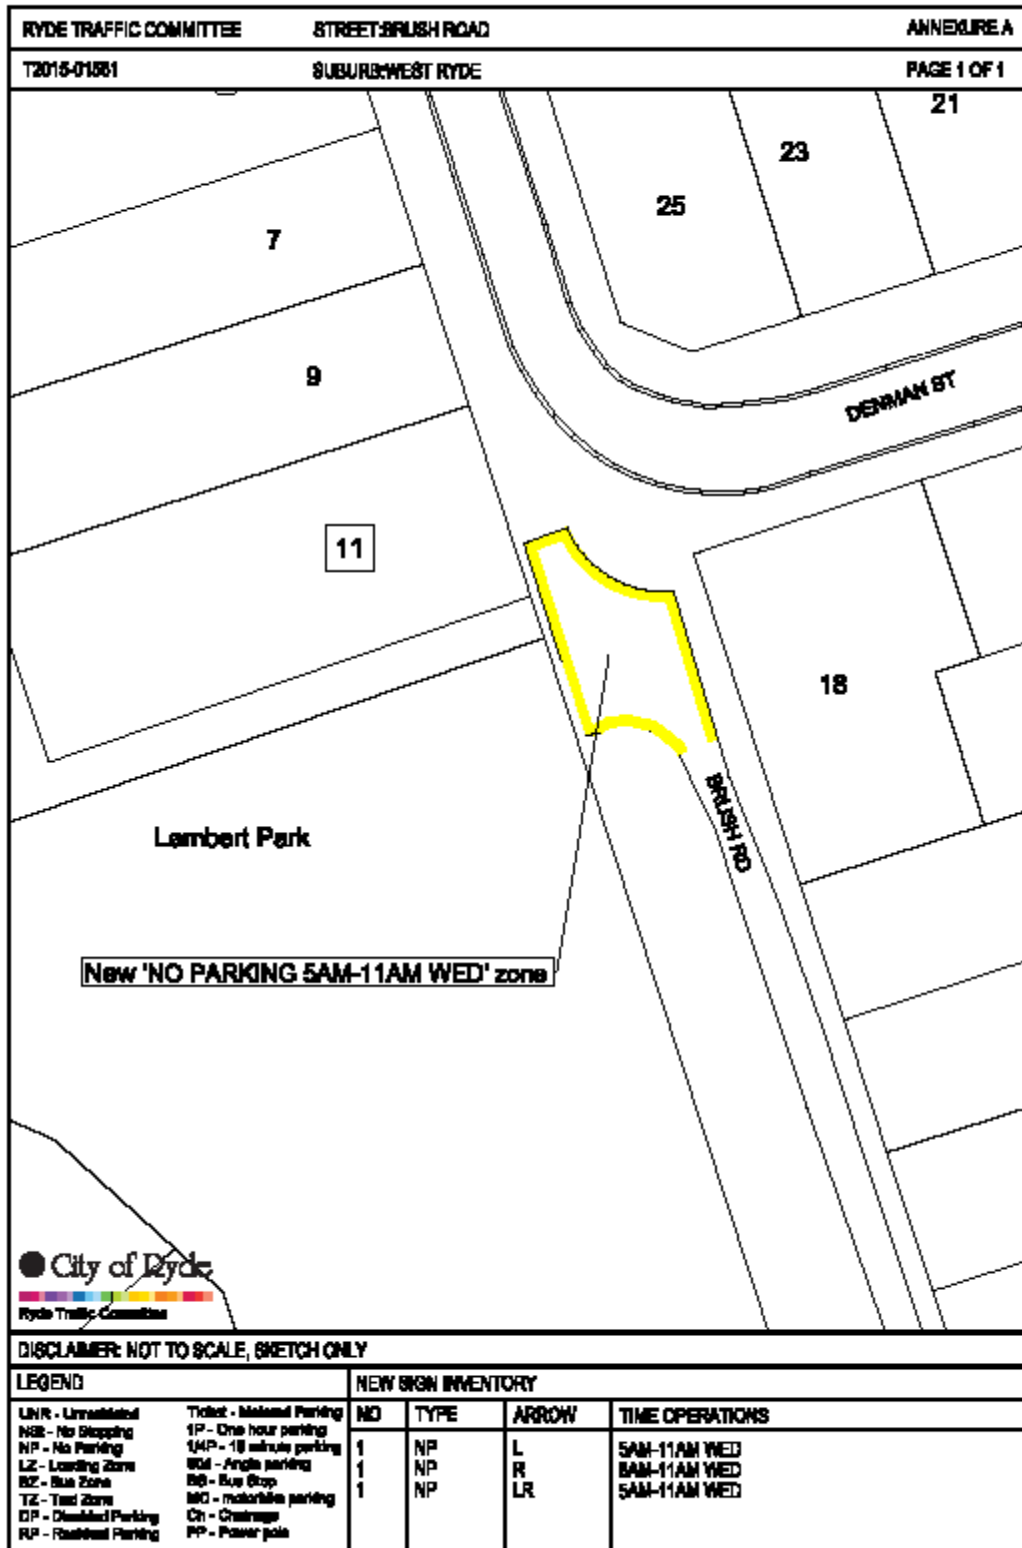 RYDE TRAFFIC COMMITTEE STREET:BRUSH ROAD ANNEXURE A
T2015-01581 SUBURB:WEST RYDE PAGE 1 OF 1
21
23
25
7
9
DENMAN ST
11
18
BRUSH RD
Lambert Park
New 'NO PARKING 5AM-11AM WED' zone
City of Ryde
Ryde Traffic Committee
DISCLAIMER: NOT TO SCALE, SKETCH ONLY
LEGEND
UNR - Unrestricted
NSE - No Stopping
NP - No Parking
LZ - Loading Zone
BZ - Bus Zone
TZ - Taxi Zone
DP - Disabled Parking
RP - Resident Parking
Ticket - Metered Parking
1P - One hour parking
1/4P - 15 minute parking
90d - Angle parking
BS - Bus Stop
MC - motorbike parking
Ch - Chainage
PP - Power pole
NEW SIGN INVENTORY
NO TYPE ARROW TIME OPERATIONS
1 NP L 5AM-11AM WED
1 NP R 5AM-11AM WED
1 NP LR 5AM-11AM WED